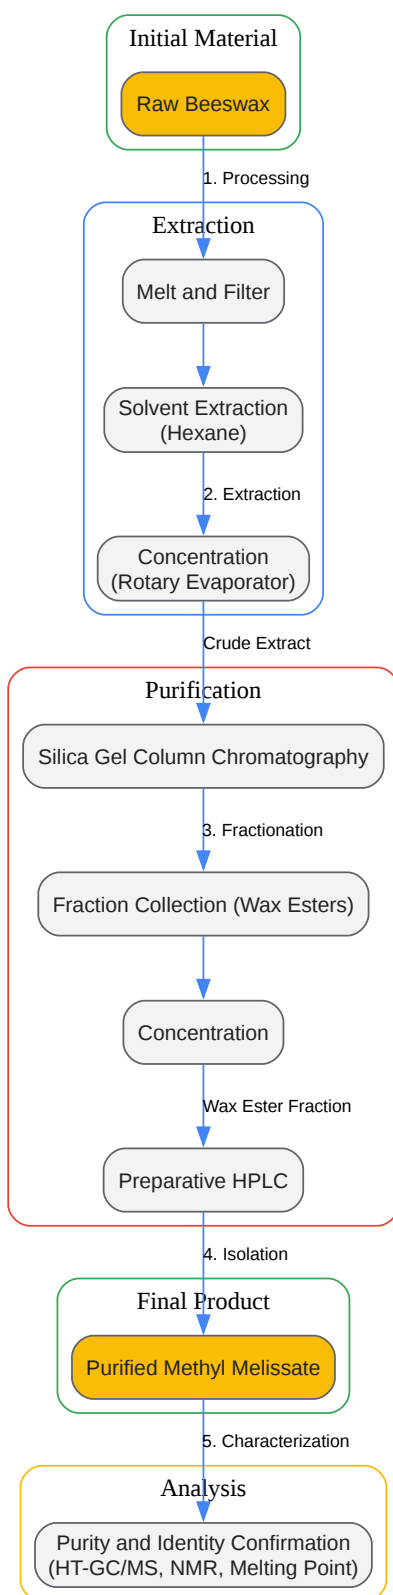 Initial Material
Raw Beeswax
1. Processing
Extraction
Melt and Filter
Solvent Extraction
(Hexane)
2. Extraction
Concentration
(Rotary Evaporator)
Crude Extract
Purification
Silica Gel Column Chromatography
3. Fractionation
Fraction Collection (Wax Esters)
Concentration
Wax Ester Fraction
Preparative HPLC
4. Isolation
Final Product
Purified Methyl Melissate
5. Characterization
Analysis
Purity and Identity Confirmation
(HT-GC/MS, NMR, Melting Point)